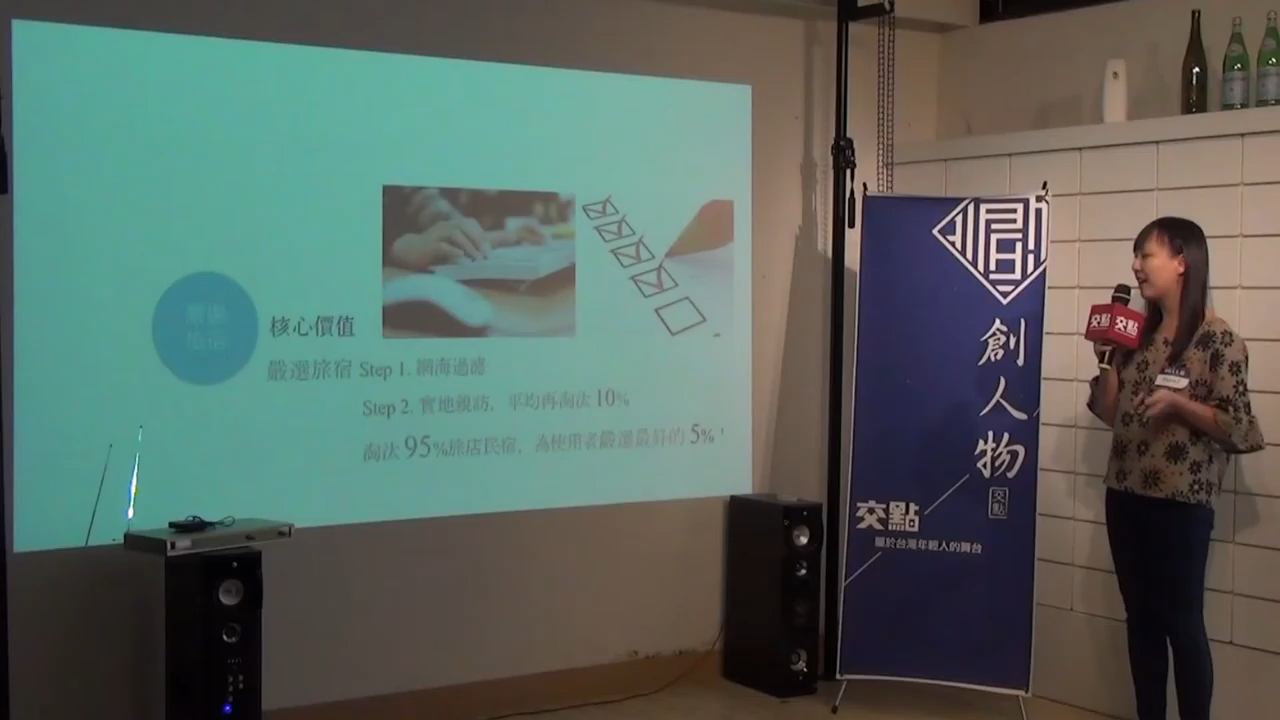 核心價值
嚴選旅宿 Step 1. 網海過濾
Step 2. 實地親訪，平均再淘汰 10%
淘汰 95%旅店民宿，為使用者嚴選最好的 5%，
創人物
交點
交點
屬於台灣年輕人的舞台
交點 交點